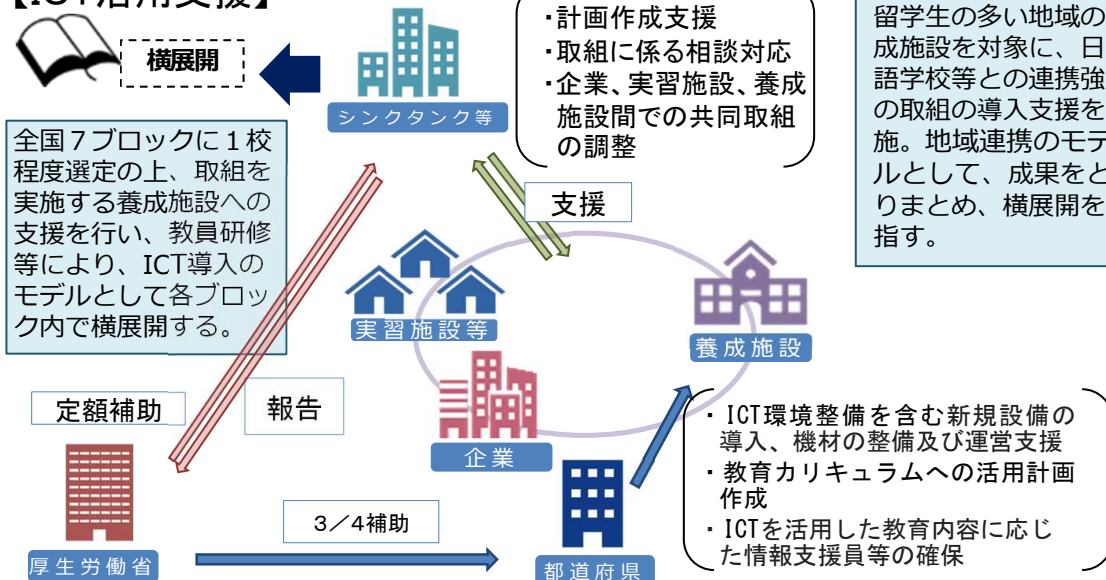 【ICT活用支援】
横展開
シンクタンク等
・計画作成支援
・取組に係る相談対応
・企業、実習施設、養成
施設間での共同取組
の調整
留学生の多い地域の
成施設を対象に、日
語学校等との連携強
の取組の導入支援を
施。地域連携のモデ
ルとして、成果をと
りまとめ、横展開を
指す。
全国７ブロックに１校
程度選定の上、取組を
実施する養成施設への
支援を行い、教員研修
等により、ICT導入の
モデルとして各ブロッ
ク内で横展開する。
支援
実習施設等
養成施設
企業
定額補助
報告
厚生労働省
3／4補助
都道府県
・ICT環境整備を含む新規設備の
導入、機材の整備及び運営支援
・教育カリキュラムへの活用計画
作成
・ICTを活用した教育内容に応じ
た情報支援員等の確保